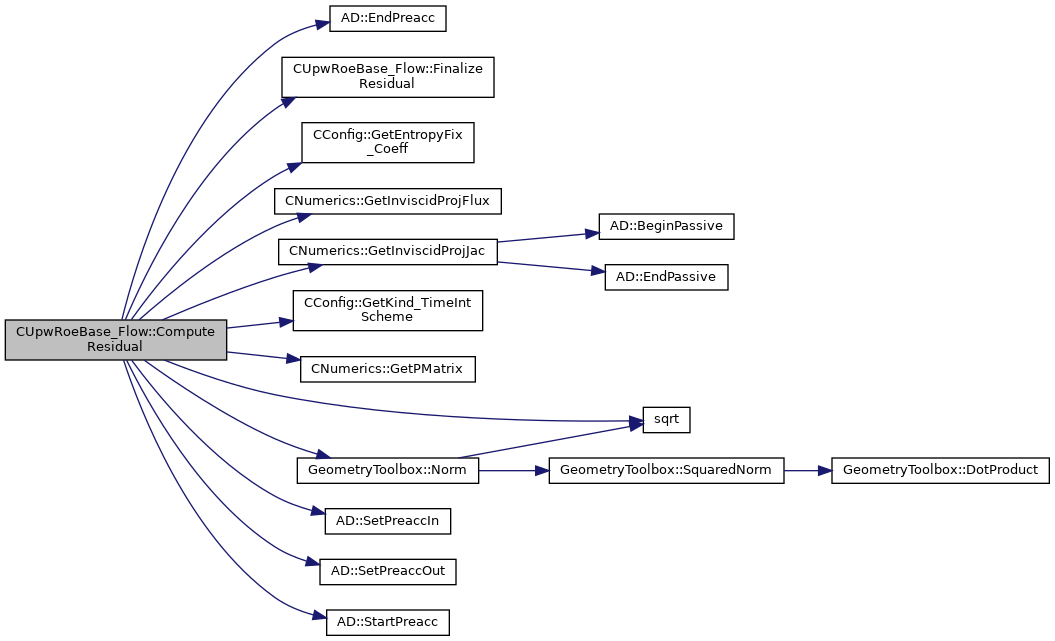 AD::EndPreacc
CUpwRoeBase_Flow::Finalize
Residual
CConfig::GetEntropyFix
_Coeff
CNumerics::GetInviscidProjFlux
AD::BeginPassive
CNumerics::GetInviscidProjJac
AD::EndPassive
CConfig::GetKind_TimeInt
Scheme
CUpwRoeBase_Flow::Compute
Residual
CNumerics::GetPMatrix
sqrt
GeometryToolbox::Norm
GeometryToolbox::SquaredNorm
GeometryToolbox::DotProduct
AD::SetPreaccIn
AD::SetPreaccOut
AD::StartPreacc